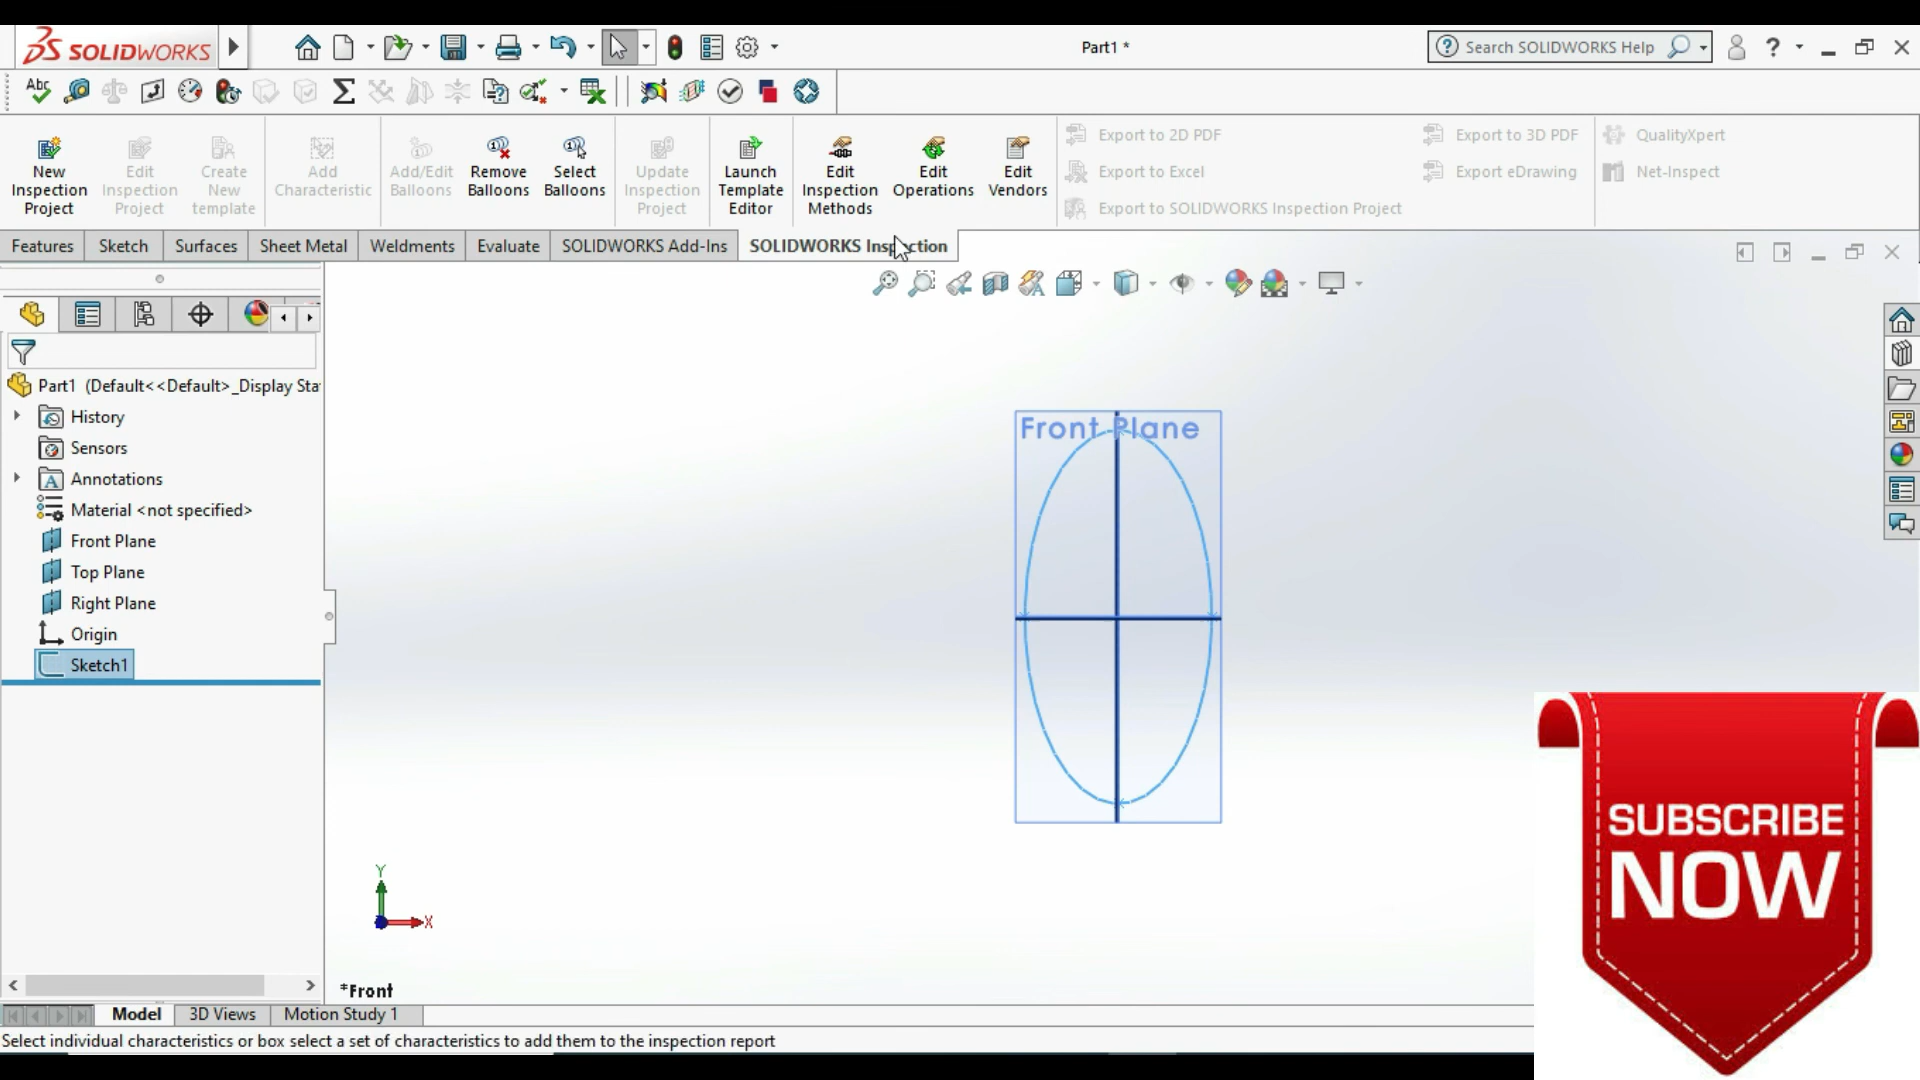 SOLIDWORKS
Part1 *
Search SOLIDWORKS Help
?
Abc
New Inspection Project
Edit Inspection Project
Create New template
Add Characteristic
Add/Edit Balloons
Remove Balloons
Select Balloons
Update Inspection Project
Launch Template Editor
Edit Inspection Methods
Edit Operations
Edit Vendors
Export to 2D PDF
Export to Excel
Export to SOLIDWORKS Inspection Project
Export to 3D PDF
Export eDrawing
QualityXpert
Net-Inspect
Features Sketch Surfaces Sheet Metal Weldments Evaluate SOLIDWORKS Add-Ins SOLIDWORKS Inspection
Part1 (Default<<Default>_Display Sta
History
Sensors
Annotations
Material <not specified>
Front Plane
Top Plane
Right Plane
Origin
Sketch1
Front Plane
Y
X
*Front
Model 3D Views Motion Study 1
Select individual characteristics or box select a set of characteristics to add them to the inspection report
SUBSCRIBE
NOW